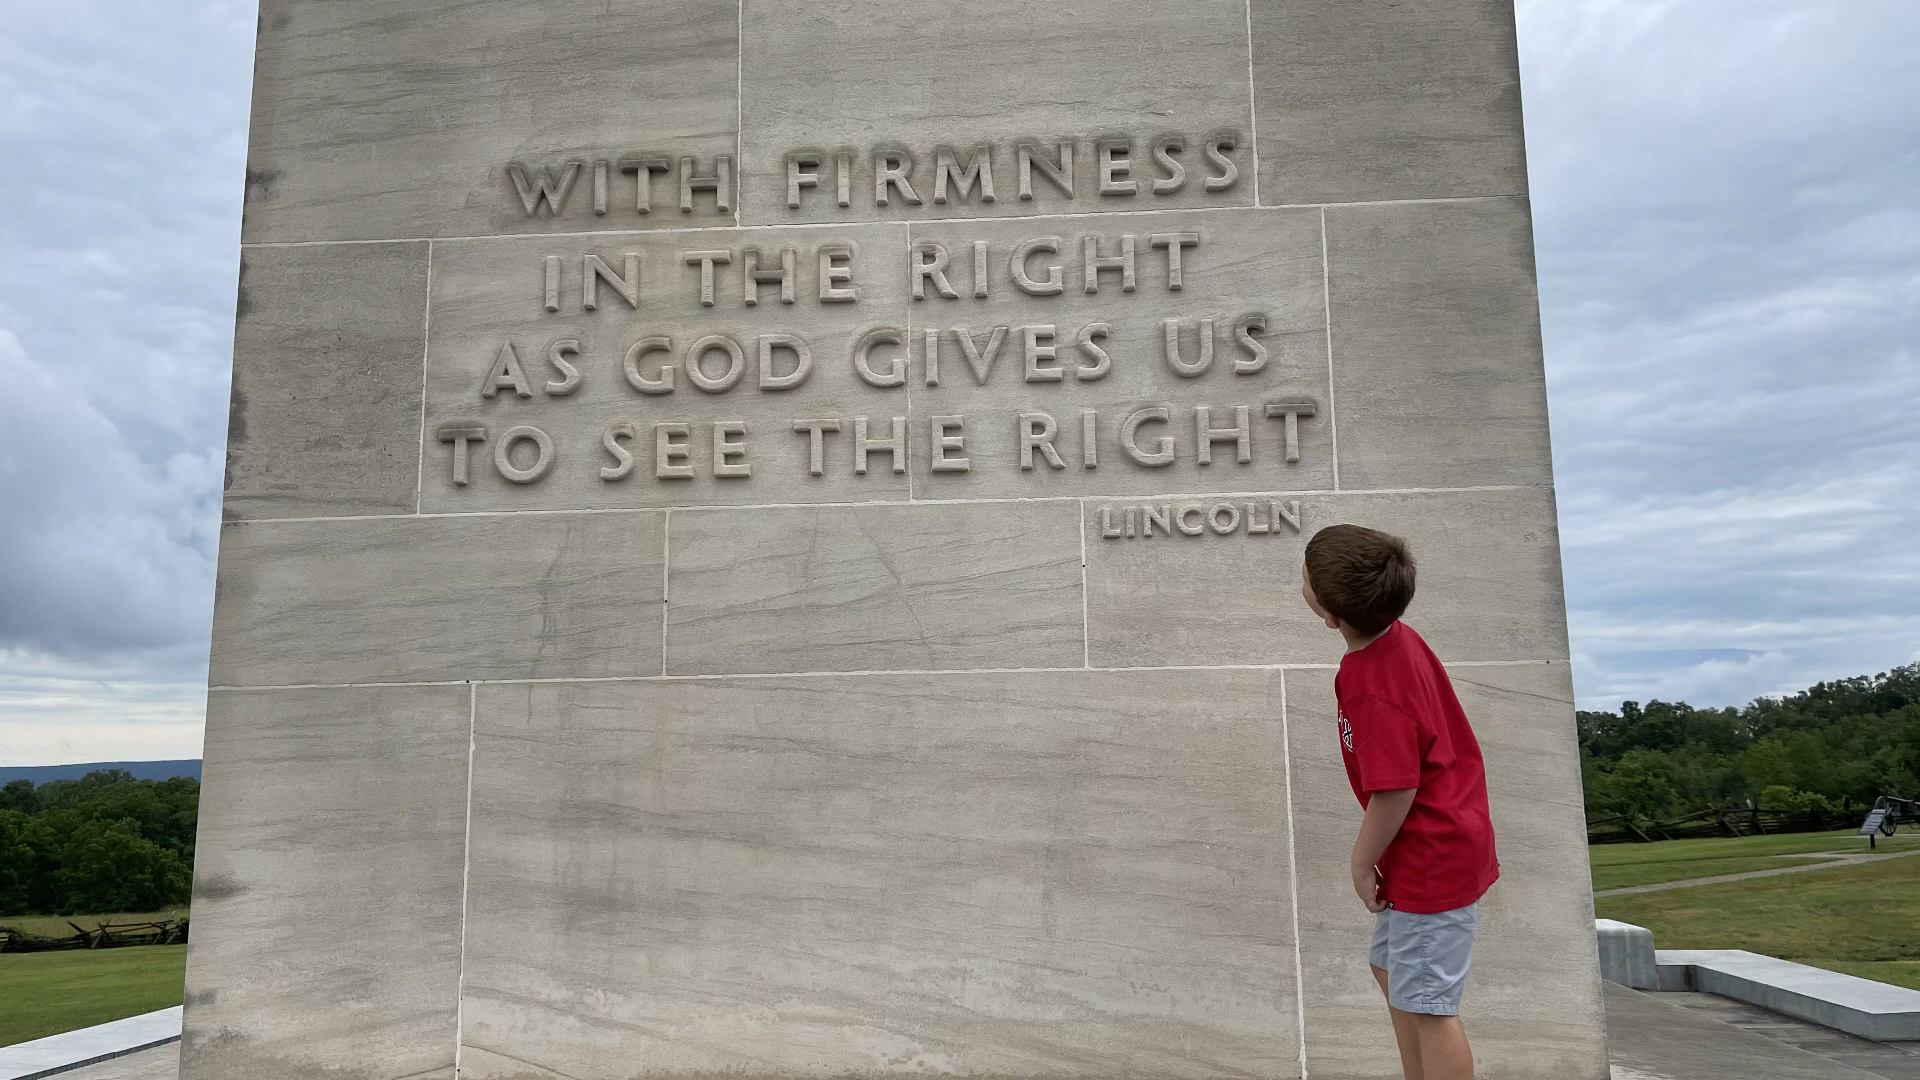 WITH FIRMNESS
IN THE RIGHT
AS GOD GIVES US
TO SEE THE RIGHT
LINCOLN